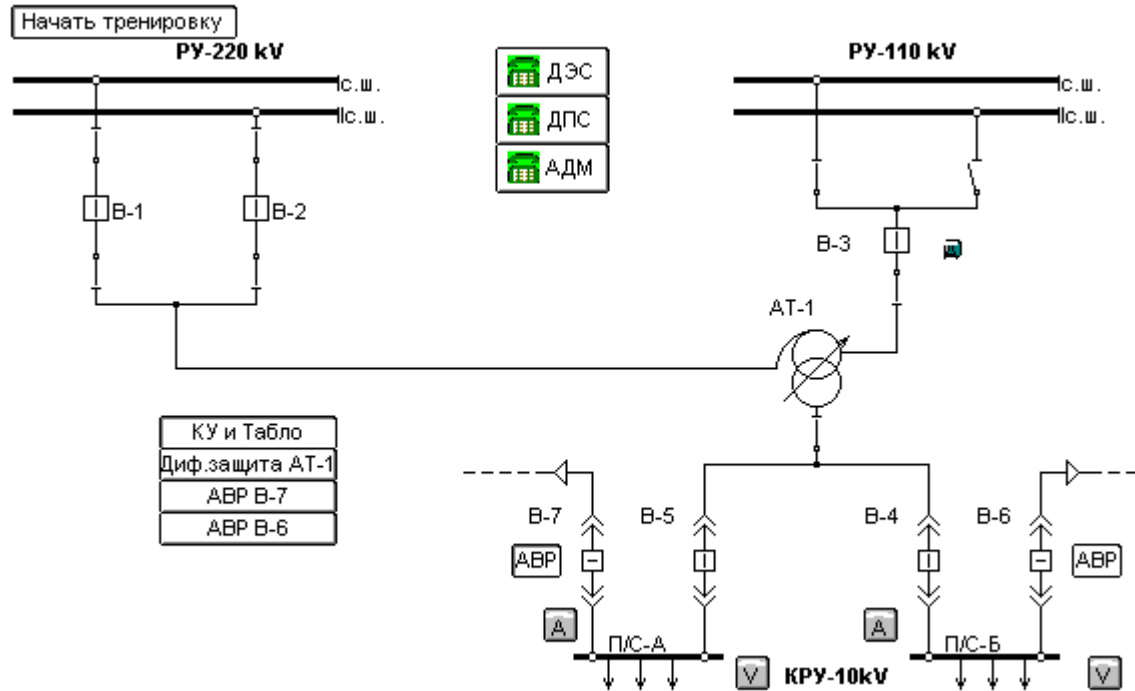 Начать тренировку
РУ-220 kV
РУ-110 kV
Iс.ш.
IIс.ш.
ДЭС
ДПС
АДМ
Iс.ш.
IIс.ш.
В-1
В-2
В-3
АТ-1
КУ и Табло
Диф.защита АТ-1
АВР В-7
АВР В-6
В-7
В-5
В-4
В-6
АВР
АВР
А
А
П/С-А
П/С-Б
V
КРУ-10kV
V